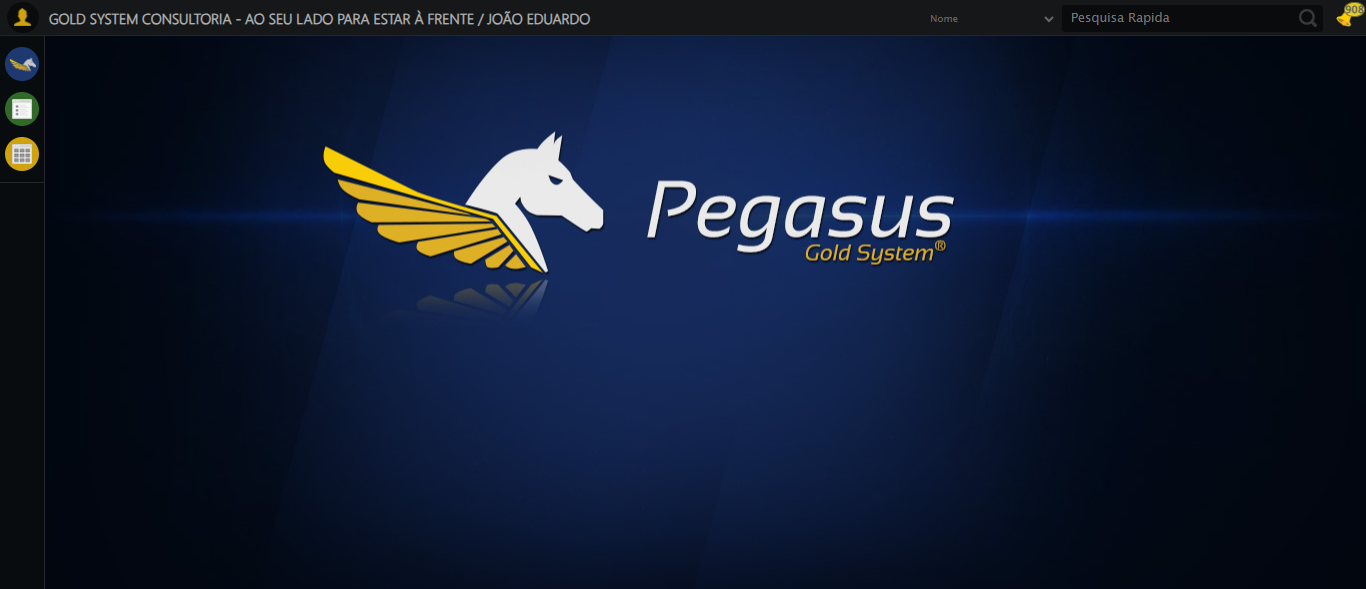 GOLD SYSTEM CONSULTORIA - AO SEU LADO PARA ESTAR À FRENTE / JOÃO EDUARDO
Nome
Pesquisa Rapida
908
Pegasus
Gold System®